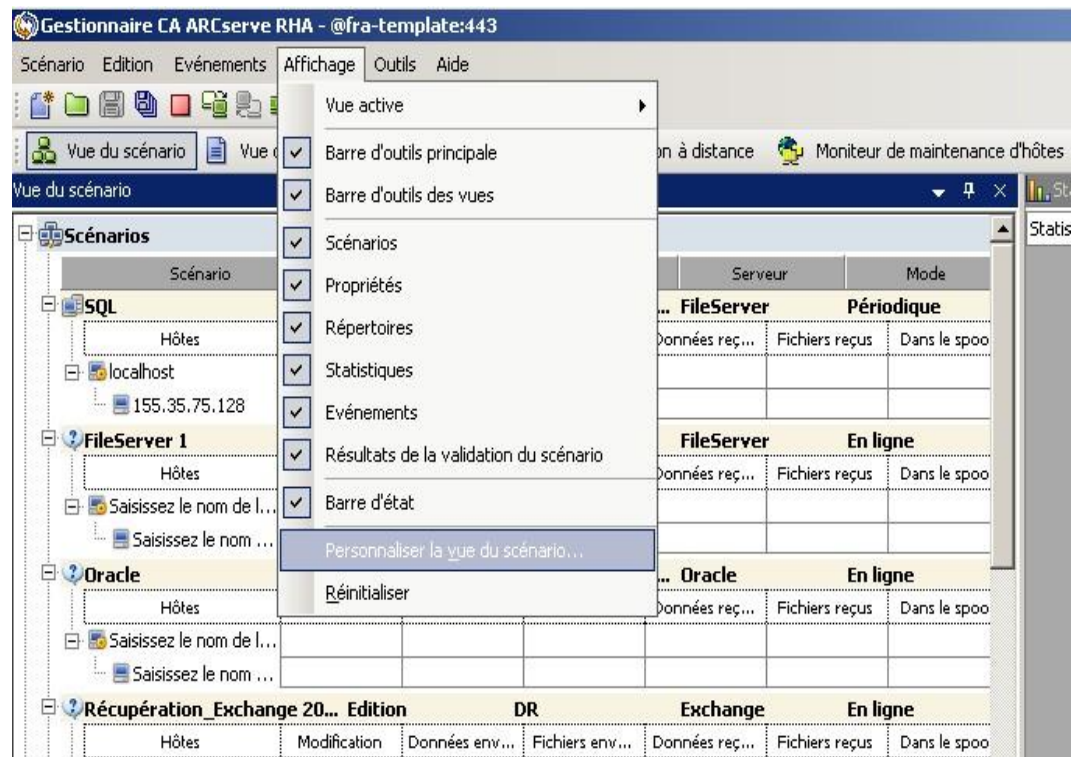 Gestionnaire CA ARCserve RHA - @fra-template:443
Scénario Edition Evénements Affichage Outils Aide
Vue active
Vue du scénario Vue à distance Moniteur de maintenance d'hôtes
Barre d'outils principale
Barre d'outils des vues
Vue du scénario
Scénarios
Statis
Scénarios
Propriétés
Répertoires
Statistiques
Evénements
Résultats de la validation du scénario
Barre d'état
Personnaliser la vue du scénario...
Réinitialiser
Scénario Serveur Mode
SQL ... FileServer Périodique
Hôtes Données reç... Fichiers reçus Dans le spoo
localhost
155.35.75.128
FileServer 1 FileServer En ligne
Hôtes Données reç... Fichiers reçus Dans le spoo
Saisissez le nom de l...
Saisissez le nom ...
Oracle ... Oracle En ligne
Hôtes Données reç... Fichiers reçus Dans le spoo
Saisissez le nom de l...
Saisissez le nom ...
Récupération_Exchange 20... Edition DR Exchange En ligne
Hôtes Modification Données env... Fichiers env... Données reç... Fichiers reçus Dans le spoo